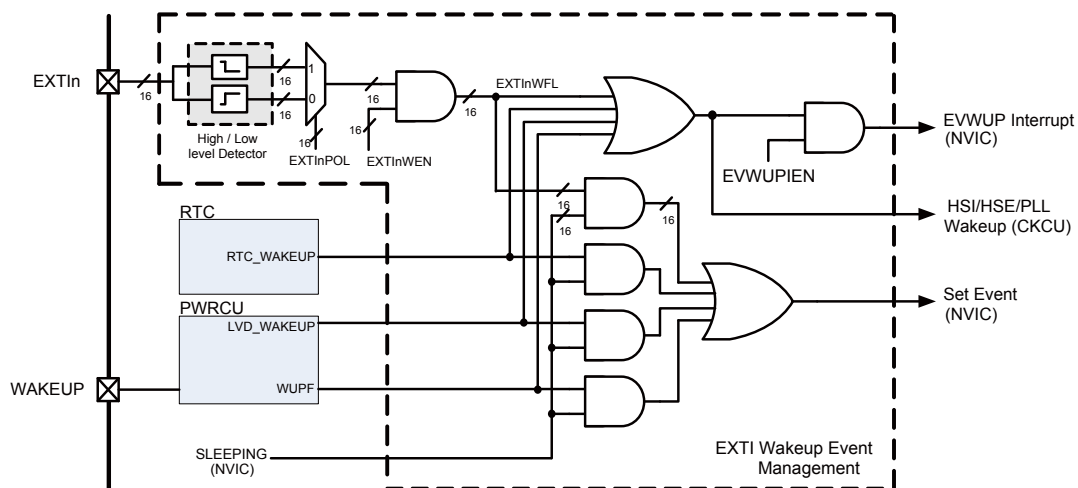 EXTIn
16
High / Low
level Detector
16
16
1
0
16
EXTInPOL
16
16
EXTInWEN
16
EXTInWFL
EVWUPIEN
EVWUP Interrupt
(NVIC)
16
16
16
HSI/HSE/PLL
Wakeup (CKCU)
RTC
RTC_WAKEUP
PWRCU
LVD_WAKEUP
WUPF
Set Event
(NVIC)
WAKEUP
SLEEPING
(NVIC)
EXTI Wakeup Event
Management